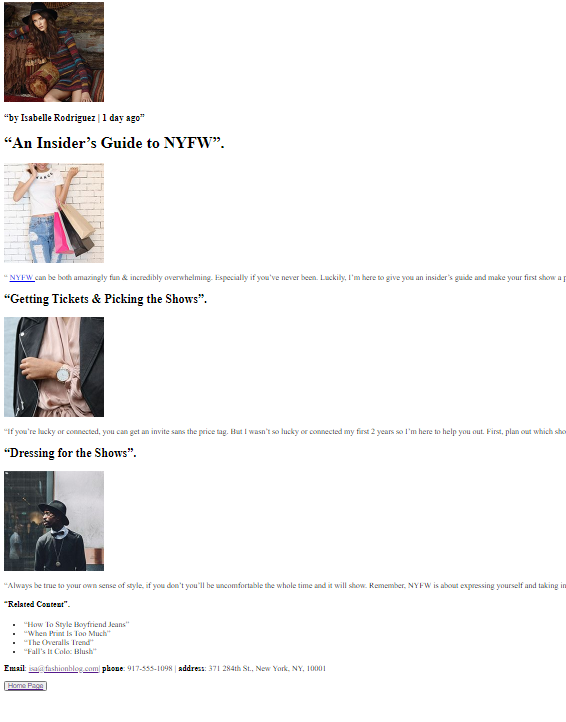 “by Isabelle Rodriguez | 1 day ago”
“An Insider’s Guide to NYFW”.
“ NYFW can be both amazingly fun & incredibly overwhelming. Especially if you’ve never been. Luckily, I’m here to give you an insider’s guide and make your first show a p
“Getting Tickets & Picking the Shows”.
“If you’re lucky or connected, you can get an invite sans the price tag. But I wasn’t so lucky or connected my first 2 years so I’m here to help you out. First, plan out which sho
“Dressing for the Shows”.
“Always be true to your own sense of style, if you don’t you’ll be uncomfortable the whole time and it will show. Remember, NYFW is about expressing yourself and taking in
“Related Content”.
“How To Style Boyfriend Jeans”
“When Print Is Too Much”
“The Overalls Trend”
“Fall’s It Colo: Blush”
Email: isa@fashionblog.com| phone: 917-555-1098 | address: 371 284th St., New York, NY, 10001
Home Page